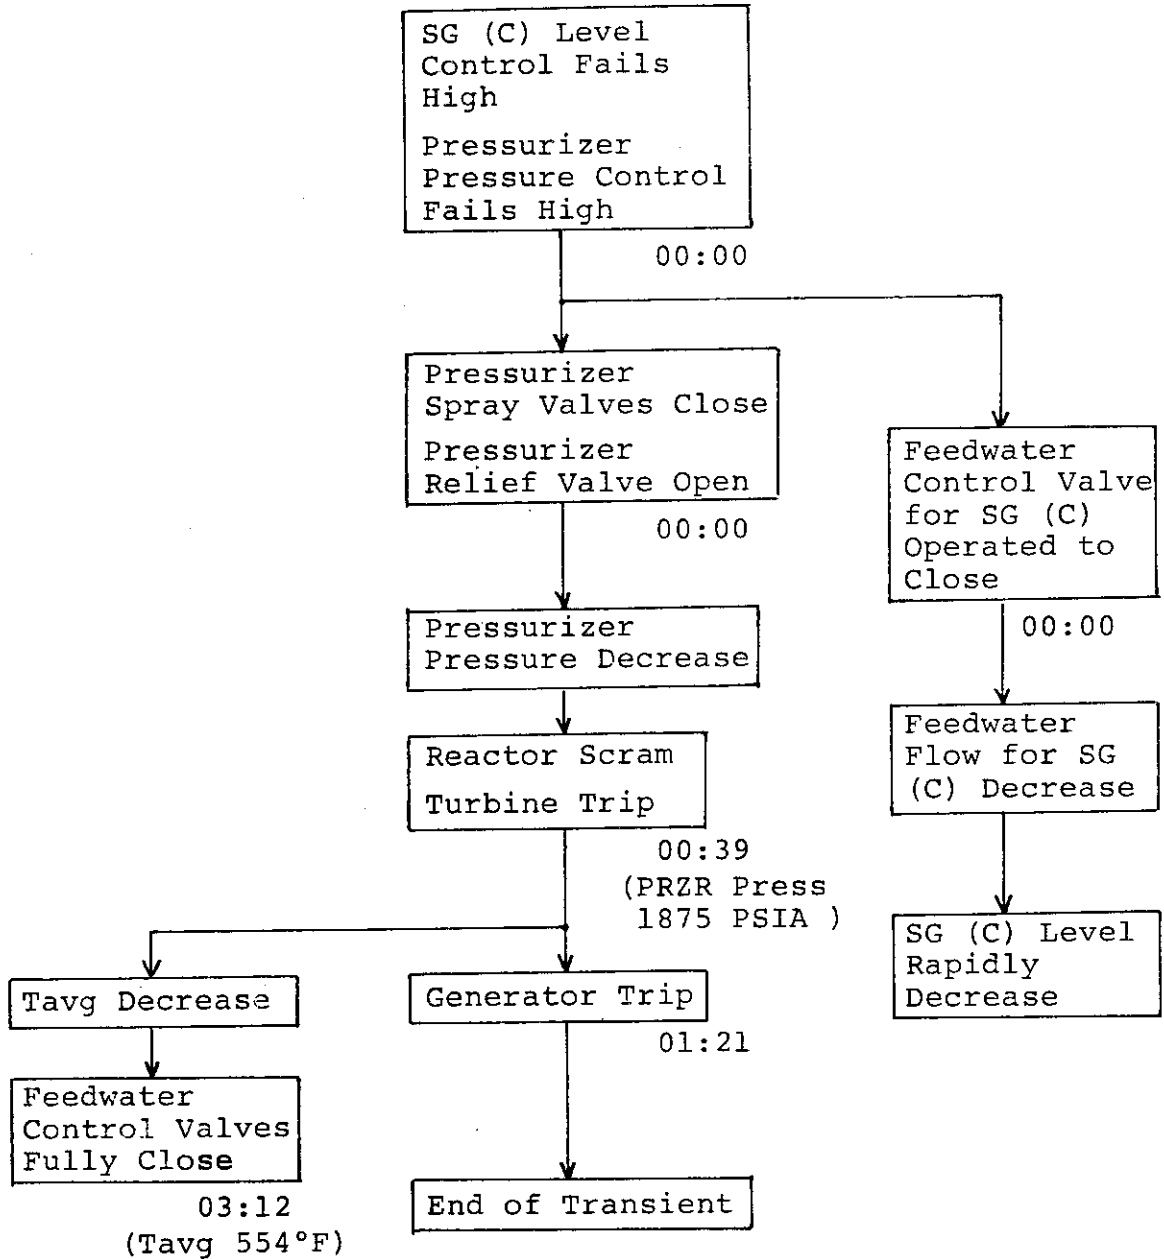 SG (C) Level
Control Fails
High
Pressurizer
Pressure Control
Fails High
00:00
Pressurizer
Spray Valves Close
Pressurizer
Relief Valve Open
00:00
Feedwater
Control Valve
for SG (C)
Operated to
Close
00:00
Pressurizer
Pressure Decrease
Reactor Scram
Turbine Trip
00:39
(PRZR Press
1875 PSIA )
Feedwater
Flow for SG
(C) Decrease
SG (C) Level
Rapidly
Decrease
Tavg Decrease
Generator Trip
01:21
Feedwater
Control Valves
Fully Close
03:12
(Tavg 554°F)
End of Transient